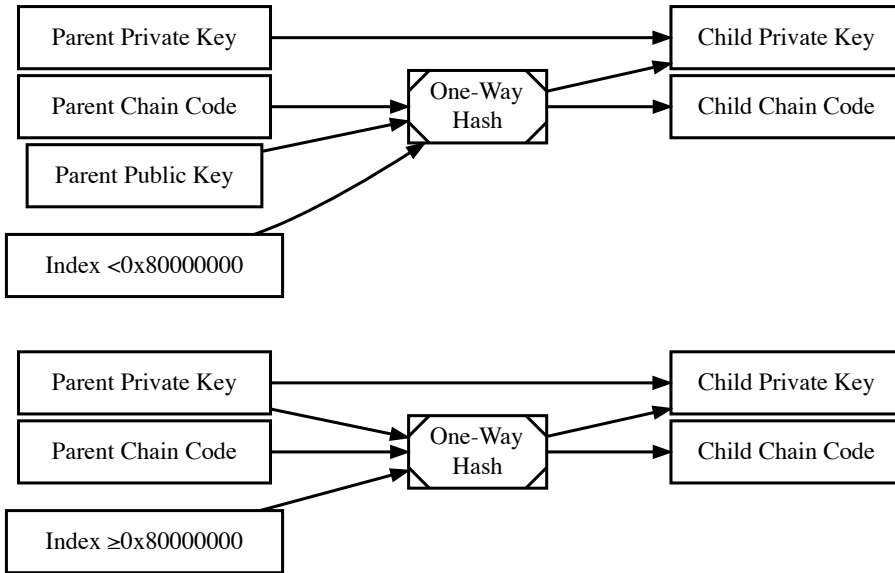 Parent Private Key
Child Private Key
Parent Chain Code
One-Way
Hash
Child Chain Code
Parent Public Key
Index <0x80000000
Parent Private Key
Child Private Key
Parent Chain Code
One-Way
Hash
Child Chain Code
Index ≥0x80000000